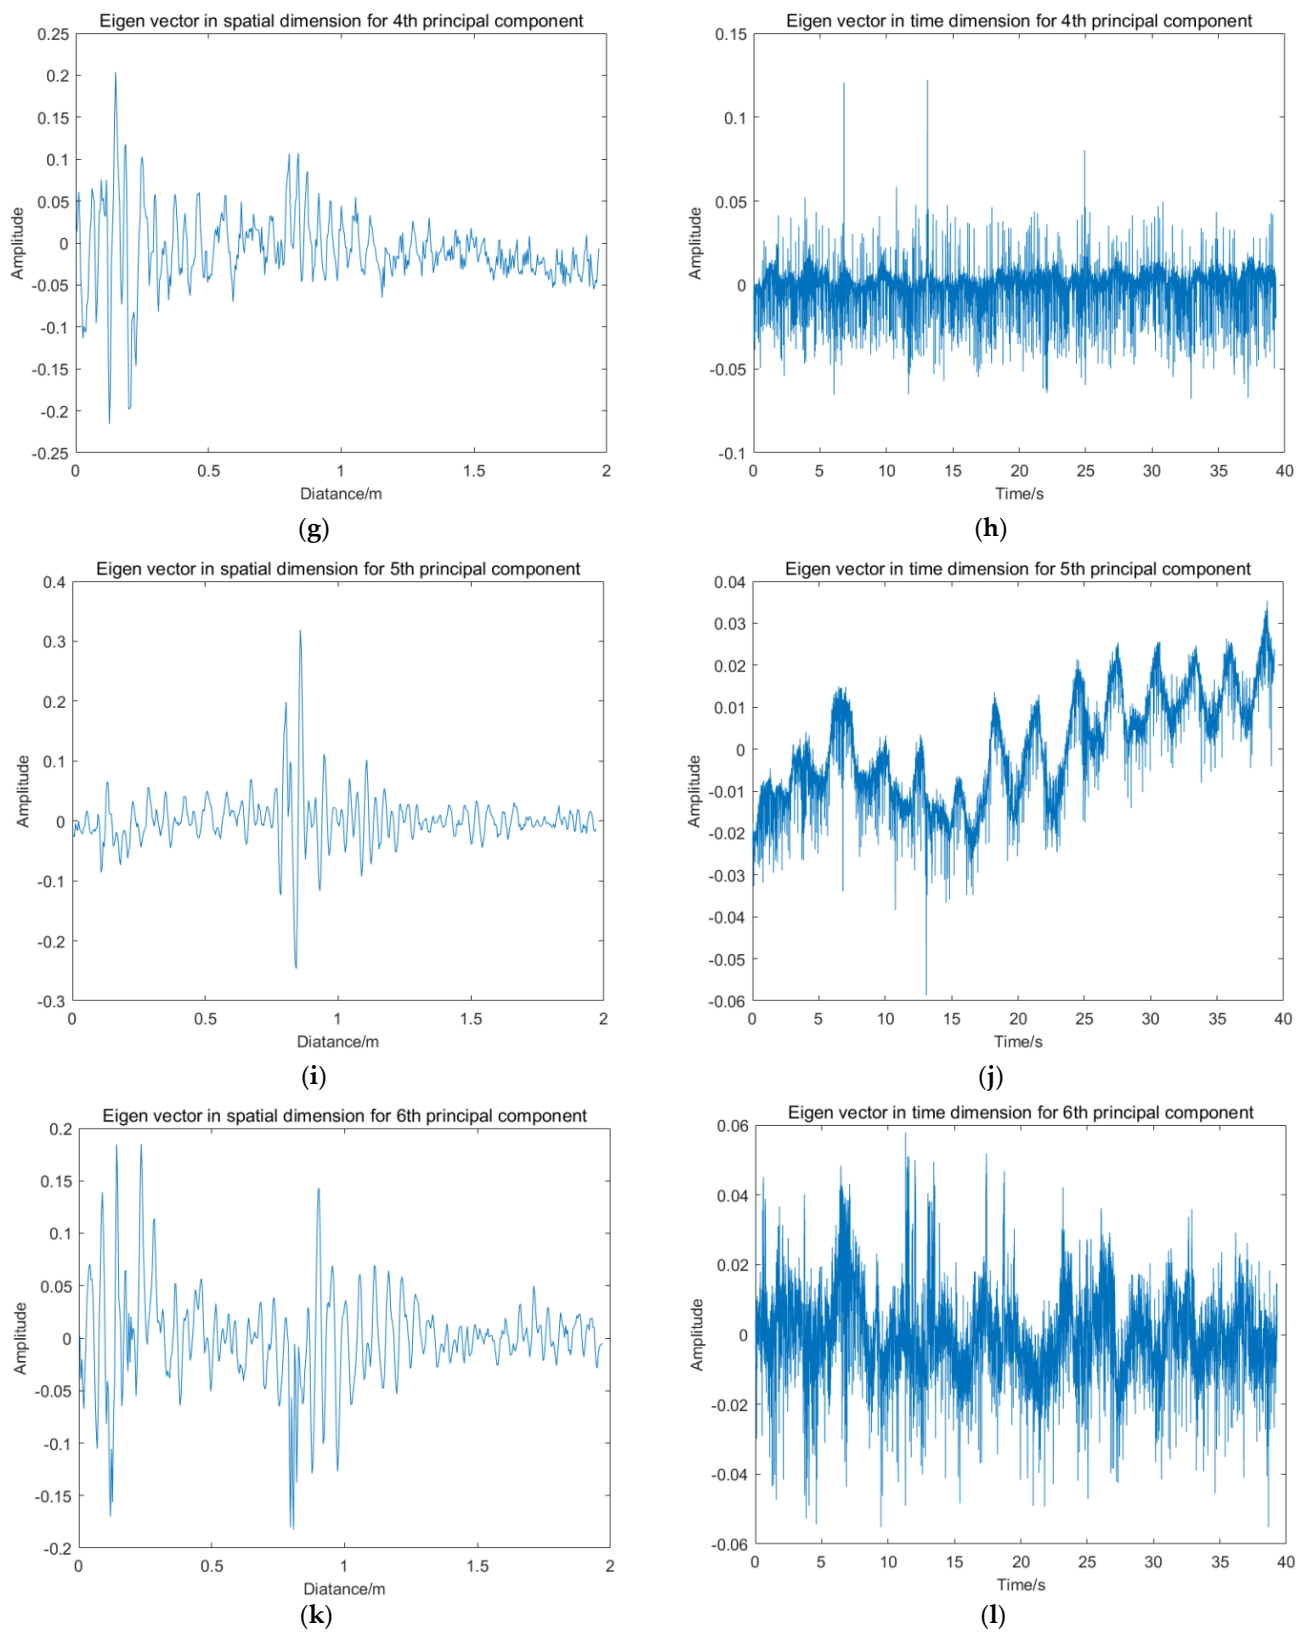 Eigen vector in spatial dimension for 4th principal component
0.25
0.2
0.15
0.1
0.05
0
-0.05
-0.1
-0.15
-0.2
-0.25
Amplitude
0 0.5 1 1.5 2
Diatance/m
(g)
Eigen vector in time dimension for 4th principal component
0.15
0.1
0.05
0
-0.05
-0.1
Amplitude
0 5 10 15 20 25 30 35 40
Time/s
(h)
Eigen vector in spatial dimension for 5th principal component
0.4
0.3
0.2
0.1
0
-0.1
-0.2
-0.3
Amplitude
0 0.5 1 1.5 2
Diatance/m
(i)
Eigen vector in time dimension for 5th principal component
0.04
0.03
0.02
0.01
0
-0.01
-0.02
-0.03
-0.04
-0.05
-0.06
Amplitude
0 5 10 15 20 25 30 35 40
Time/s
(j)
Eigen vector in spatial dimension for 6th principal component
0.2
0.15
0.1
0.05
0
-0.05
-0.1
-0.15
-0.2
Amplitude
0 0.5 1 1.5 2
Diatance/m
(k)
Eigen vector in time dimension for 6th principal component
0.06
0.04
0.02
0
-0.02
-0.04
-0.06
Amplitude
0 5 10 15 20 25 30 35 40
Time/s
(l)